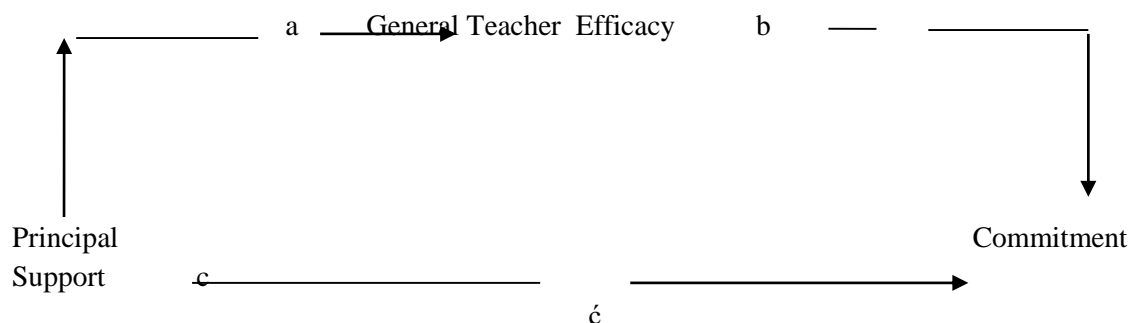 a General Teacher Efficacy b
Principal Commitment
Support c
ć